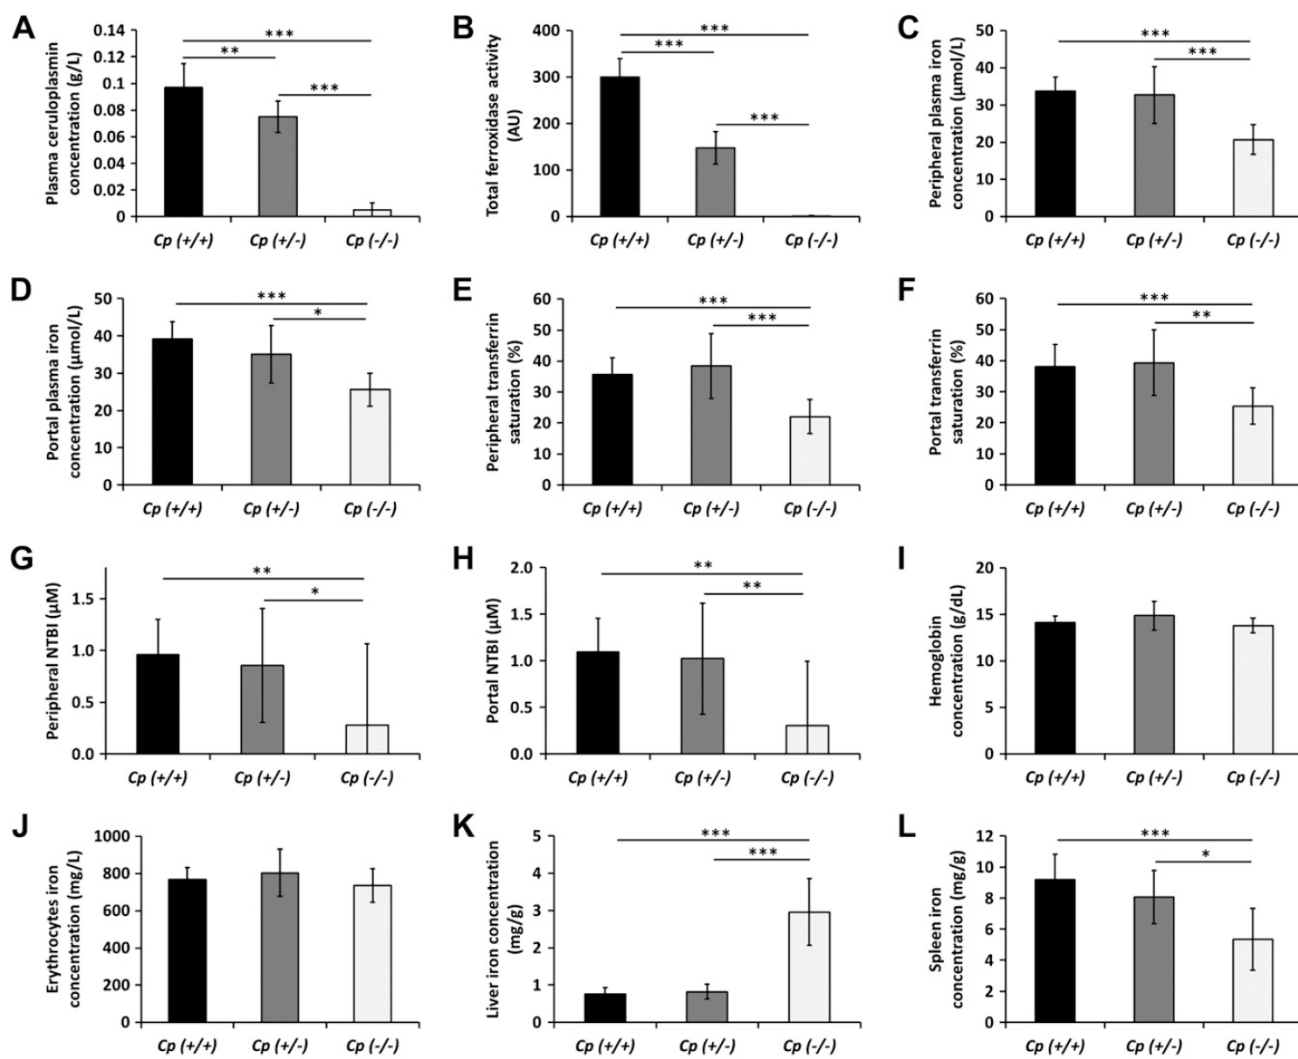 A
Plasma ceruloplasmin
concentration (g/L)
0.14
0.12
0.1
0.08
0.06
0.04
0.02
0
***
**
***
Cp (+/+) Cp (+/-) Cp (-/-)
B
Total ferroxidase activity
(AU)
400
300
200
100
0
***
***
***
Cp (+/+) Cp (+/-) Cp (-/-)
C
Peripheral plasma iron
concentration (µmol/L)
50
40
30
20
10
0
***
***
Cp (+/+) Cp (+/-) Cp (-/-)
D
Portal plasma iron
concentration (µmol/L)
50
40
30
20
10
0
***
*
Cp (+/+) Cp (+/-) Cp (-/-)
E
Peripheral transferrin
saturation (%)
60
50
40
30
20
10
0
***
***
Cp (+/+) Cp (+/-) Cp (-/-)
F
Portal transferrin
saturation (%)
60
50
40
30
20
10
0
***
**
Cp (+/+) Cp (+/-) Cp (-/-)
G
Peripheral NTBI (µM)
1.5
1.0
0.5
0.0
**
*
Cp (+/+) Cp (+/-) Cp (-/-)
H
Portal NTBI (µM)
2.0
1.5
1.0
0.5
0.0
**
**
Cp (+/+) Cp (+/-) Cp (-/-)
I
Hemoglobin
concentration (g/dL)
20
15
10
5
0
Cp (+/+) Cp (+/-) Cp (-/-)
J
Erythrocytes iron
concentration (mg/L)
1000
800
600
400
200
0
Cp (+/+) Cp (+/-) Cp (-/-)
K
Liver iron concentration
(mg/g)
5
4
3
2
1
0
***
***
Cp (+/+) Cp (+/-) Cp (-/-)
L
Spleen iron
concentration (mg/g)
12
10
8
6
4
2
0
***
*
Cp (+/+) Cp (+/-) Cp (-/-)